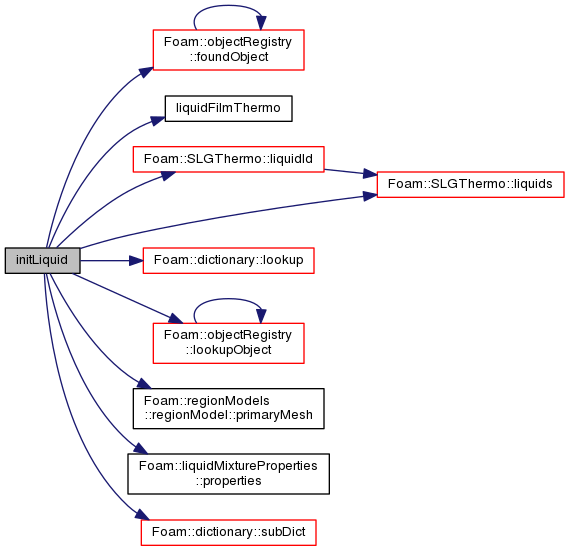 Foam::objectRegistry
::foundObject
liquidFilmThermo
Foam::SLGThermo::liquidId
Foam::SLGThermo::liquids
initLiquid
Foam::dictionary::lookup
Foam::objectRegistry
::lookupObject
Foam::regionModels
::regionModel::primaryMesh
Foam::liquidMixtureProperties
::properties
Foam::dictionary::subDict